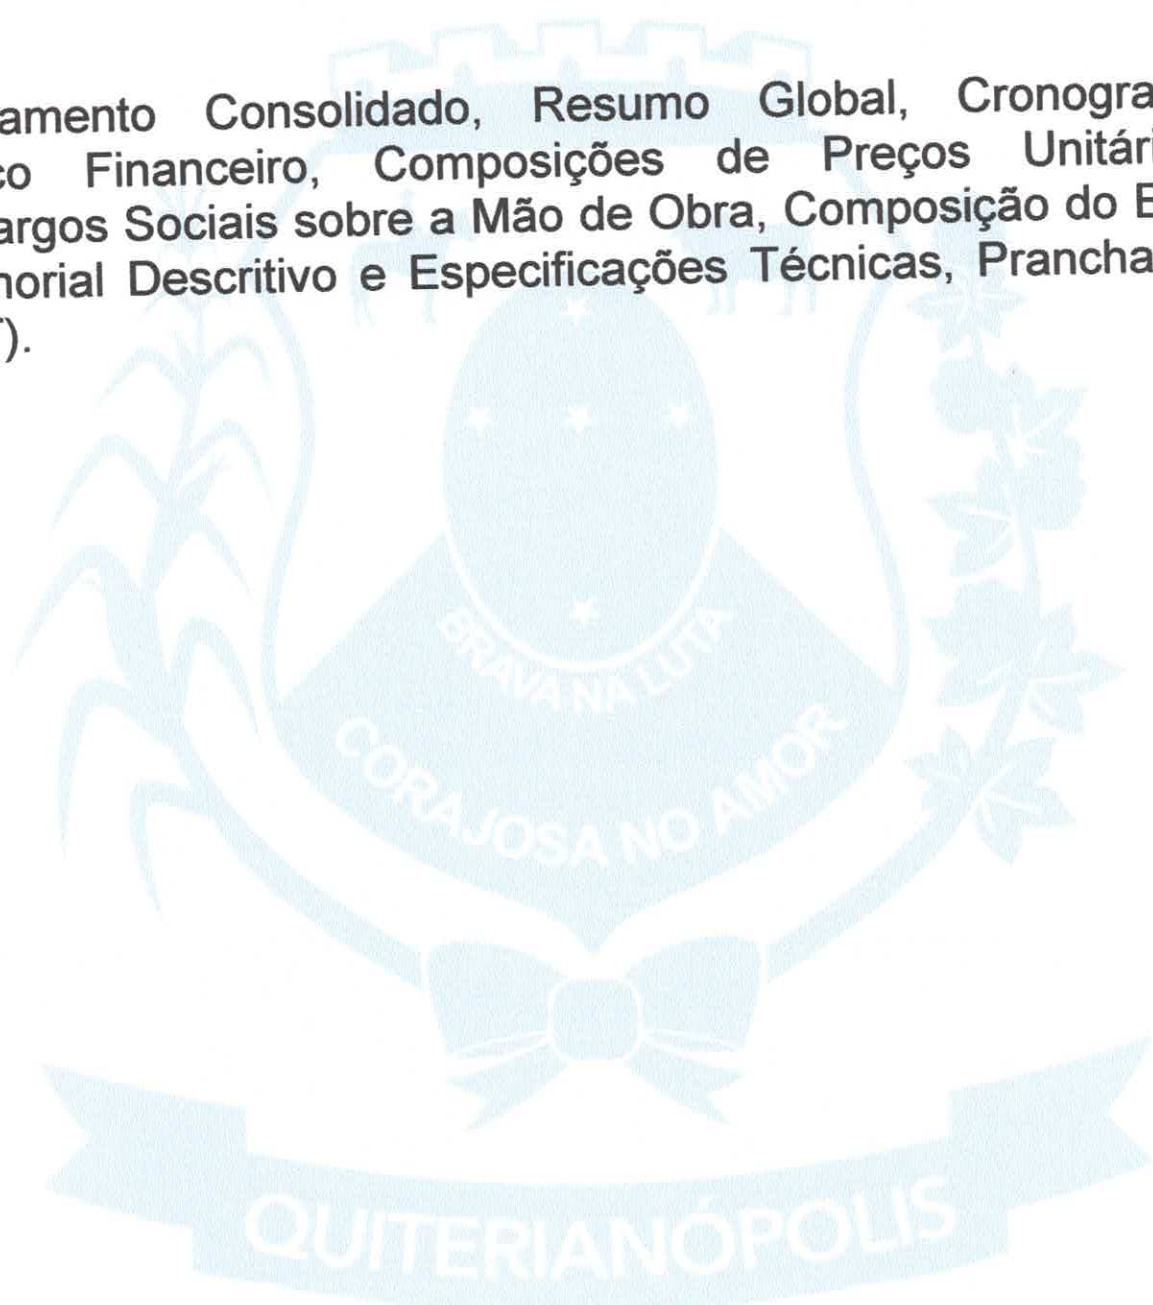 amento Consolidado, Resumo Global, Cronogra
co Financeiro, Composições de Preços Unitári
argos Sociais sobre a Mão de Obra, Composição do
norial Descritivo e Especificações Técnicas, Prancha
).
BRAVA NA LUTA
CORAJOSA NO AMOR
QUITERIANÓPOLIS